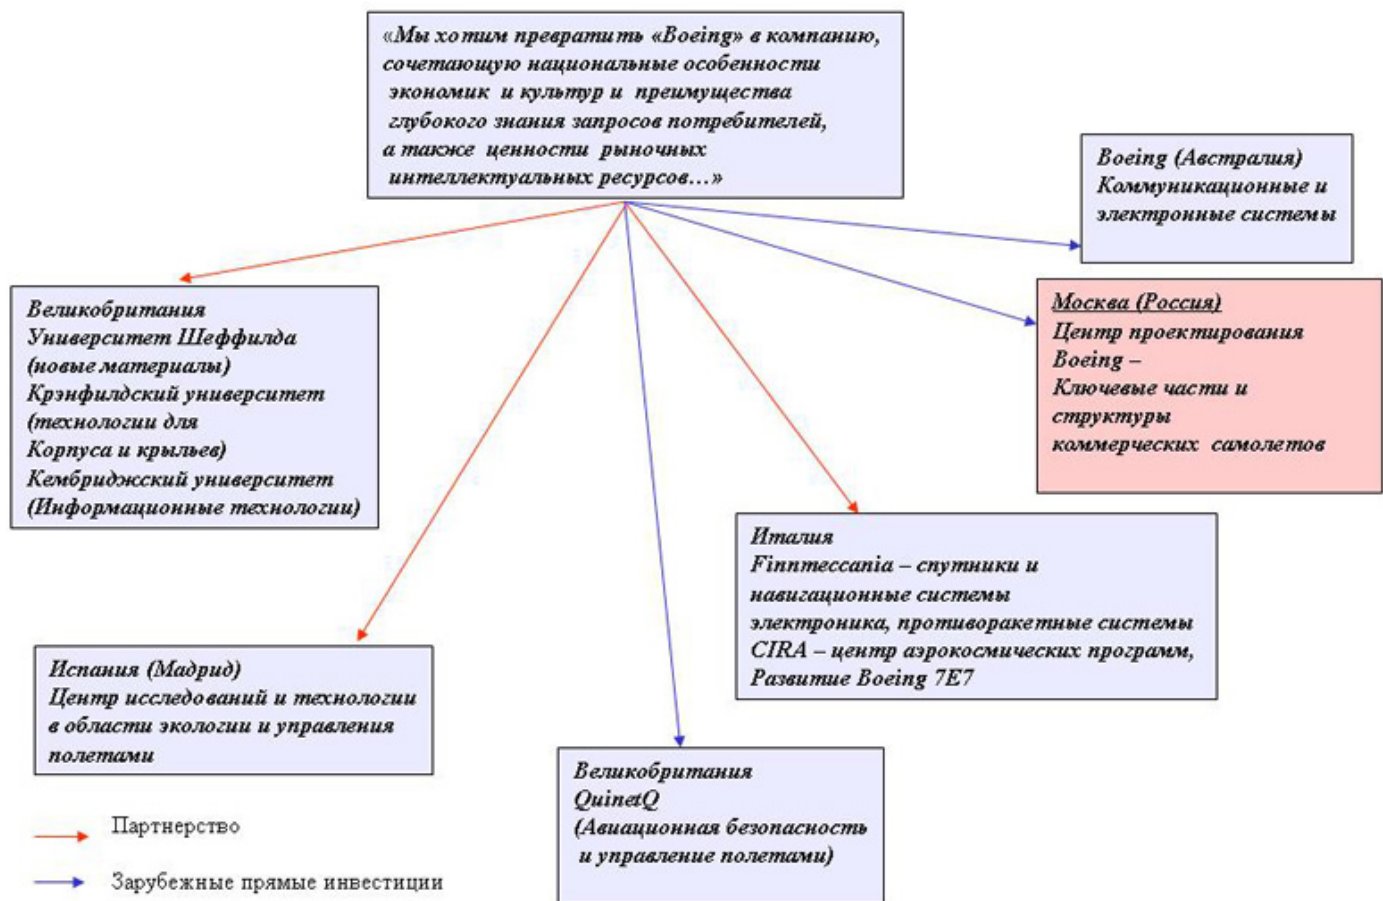 «Мы хотим превратить «Boeing» в компанию,
сочетающую национальные особенности
экономик и культур и преимущества
глубокого знания запросов потребителей,
а также ценности рыночных
интеллектуальных ресурсов...»
Boeing (Австралия)
Коммуникационные и
электронные системы
Москва (Россия)
Центр проектирования
Boeing –
Ключевые части и
структуры
коммерческих самолетов
Великобритания
Университет Шеффилда
(новые материалы)
Крэнфилдский университет
(технологии для
Корпуса и крыльев)
Кембриджский университет
(Информационные технологии)
Италия
Finnmeccania – спутники и
навигационные системы
электроника, противоракетные системы
CIRA – центр аэрокосмических программ,
Развитие Boeing 7E7
Испания (Мадрид)
Центр исследований и технологии
в области экологии и управления
полетами
Великобритания
QuinetQ
(Авиационная безопасность
и управление полетами)
Партнерство
Зарубежные прямые инвестиции